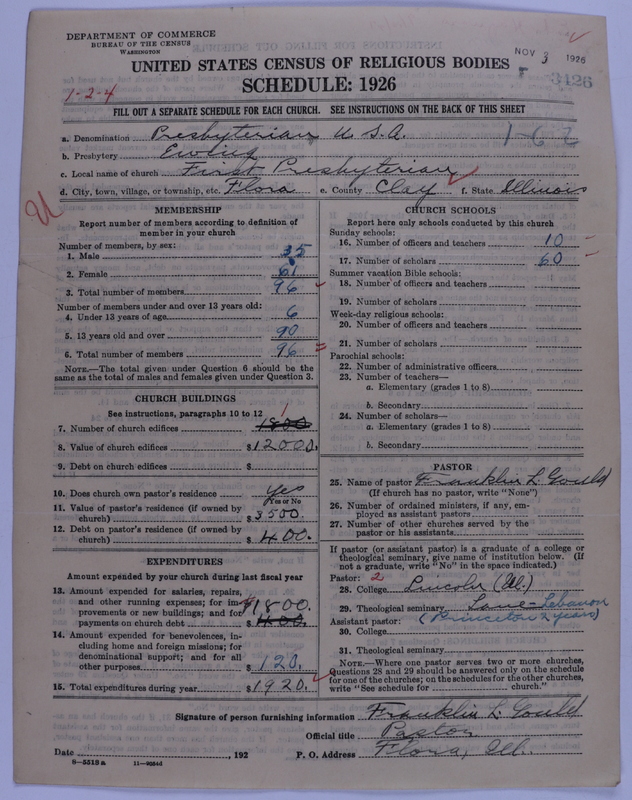 DEPARTMENT OF COMMERCE
BUREAU OF THE CENSUS
WASHINGTON
NOV 3 1926
UNITED STATES CENSUS OF RELIGIOUS BODIES
SCHEDULE: 1926
3426
1-2-4
FILL OUT A SEPARATE SCHEDULE FOR EACH CHURCH. SEE INSTRUCTIONS ON THE BACK OF THIS SHEET
a. Denomination Presbyterian U.S.A. 1-6 2
b. Presbytery Ewing
c. Local name of church First Presbyterian
d. City, town, village, or township, etc. Flora e. County Clay f. State Illinois
U
MEMBERSHIP
Report number of members according to definition of
member in your church
Number of members, by sex:
1. Male 35
2. Female 61
3. Total number of members 96
Number of members under and over 13 years old:
4. Under 13 years of age 6
5. 13 years old and over 90
6. Total number of members 96
NOTE.—The total given under Question 6 should be
same as the total of males and females given under Question 3.
CHURCH BUILDINGS
See instructions, paragraphs 10 to 12
7. Number of church edifices 1
8. Value of church edifices $12000.
9. Debt on church edifices $
10. Does church own pastor's residence yes
Yes or No
11. Value of pastor's residence (if owned by
church) $3500.
12. Debt on pastor's residence (if owned by
church) $400.
EXPENDITURES
Amount expended by your church during last fiscal year
13. Amount expended for salaries, repairs,
and other running expenses; for im-
provements or new buildings; and for
payments on church debt $1800.
14. Amount expended for benevolences, in-
cluding home and foreign missions; for
denominational support; and for all
other purposes $120.
15. Total expenditures during year $1920.
CHURCH SCHOOLS
Report here only schools conducted by this church
Sunday schools:
16. Number of officers and teachers 10
17. Number of scholars 60
Summer vacation Bible schools:
18. Number of officers and teachers
19. Number of scholars
Week-day religious schools:
20. Number of officers and teachers
21. Number of scholars
Parochial schools:
22. Number of administrative officers
23. Number of teachers—
a. Elementary (grades 1 to 8)
b. Secondary
24. Number of scholars—
a. Elementary (grades 1 to 8)
b. Secondary
PASTOR
25. Name of pastor Franklin L. Gould
(If church has no pastor, write "None")
26. Number of ordained ministers, if any, em-
ployed as assistant pastors
27. Number of other churches served by the
pastor or his assistants
If pastor (or assistant pastor) is a graduate of a college or
theological seminary, give name of institution below. (If
not a graduate, write "No" in the space indicated.)
Pastor: 2
28. College Lincoln (Ill.)
29. Theological seminary Lane-Lebanon
Assistant pastor: (Princeton 2 years)
30. College
31. Theological seminary
NOTE.—Where one pastor serves two or more churches,
Questions 28 and 29 should be answered only on the schedule
for one of the churches; on the schedules for the other churches,
write "See schedule for church."
Signature of person furnishing information Franklin L. Gould
Official title Pastor
Date , 192 P. O. Address Flora, Ill.
8—5518 a 11—9554d